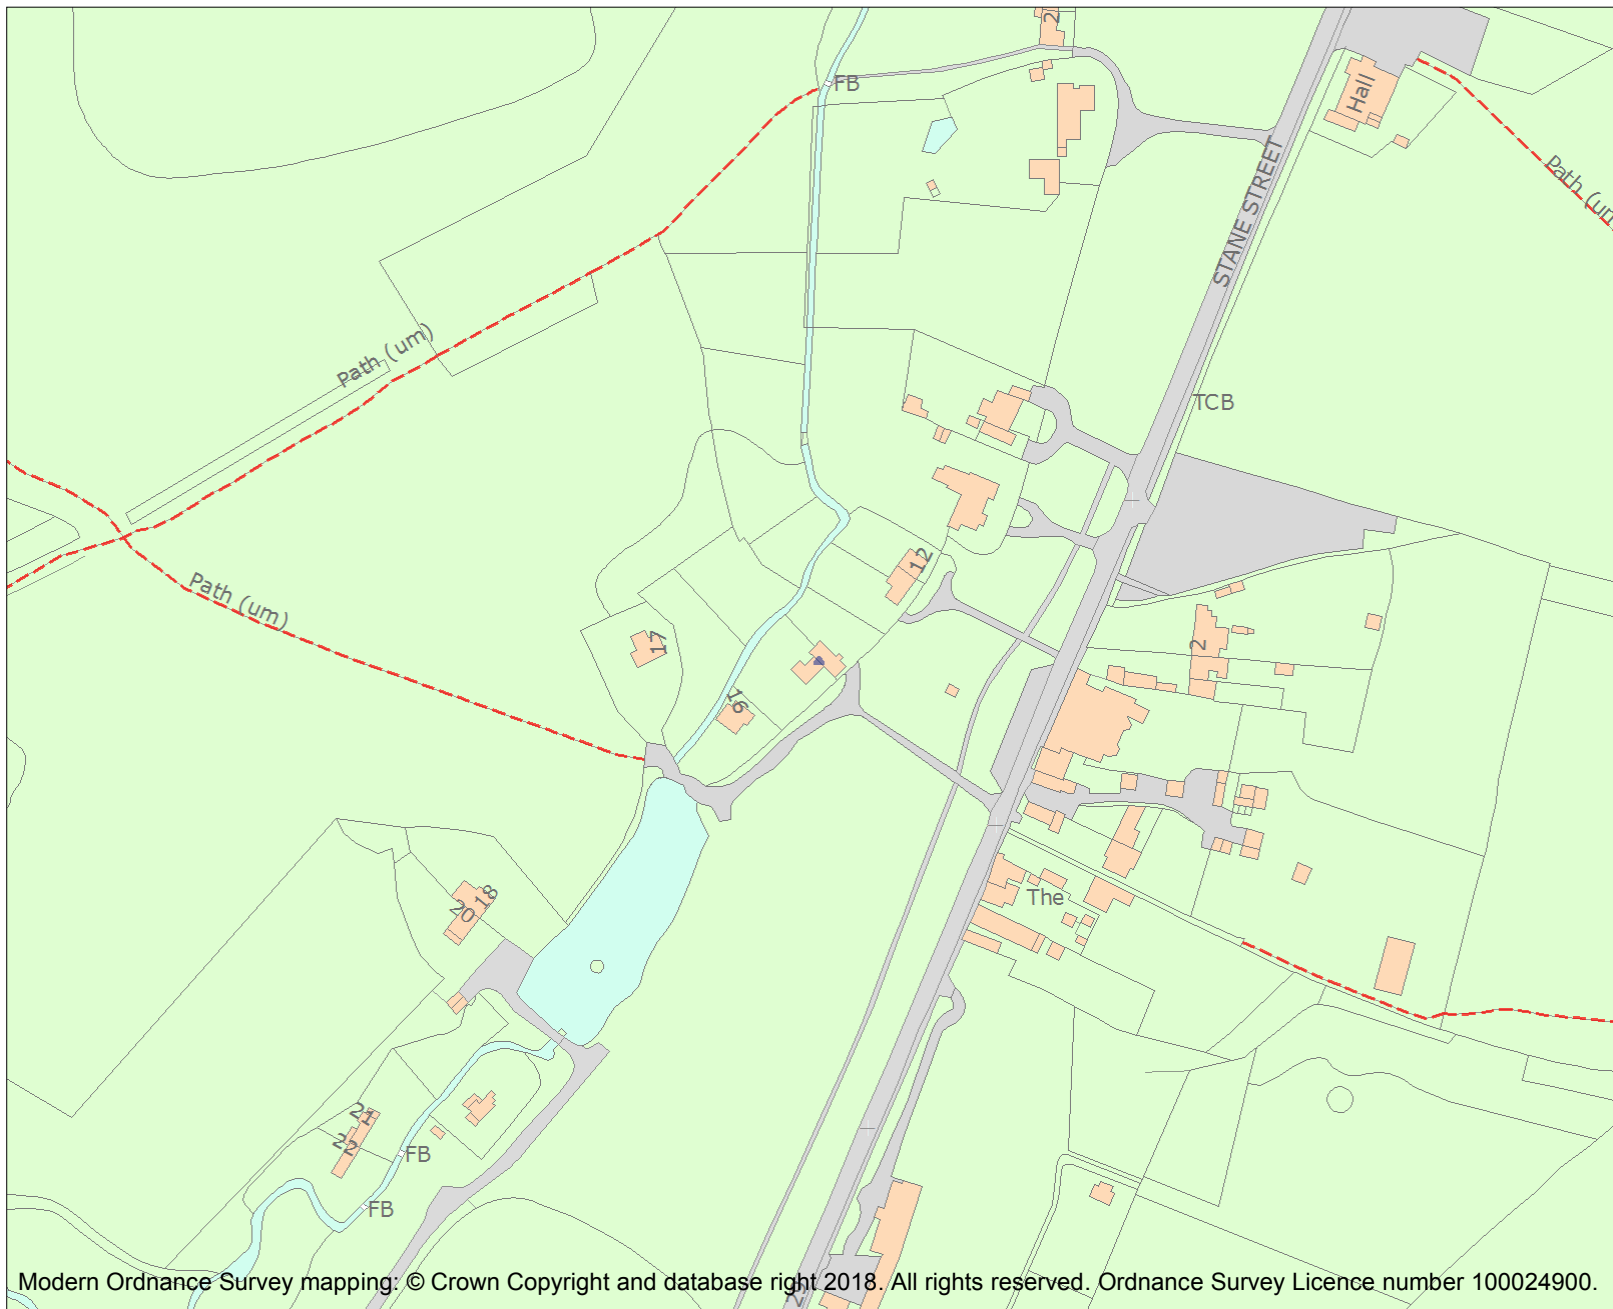 2
FB
Hall
Path (um
STANE STREET
Path (um)
TCB
12
Path (um)
17
2
16
18
20
The
21
22
FB
FB
Modern Ordnance Survey mapping: © Crown Copyright and database right 2018. All rights reserved. Ordnance Survey Licence number 100024900.